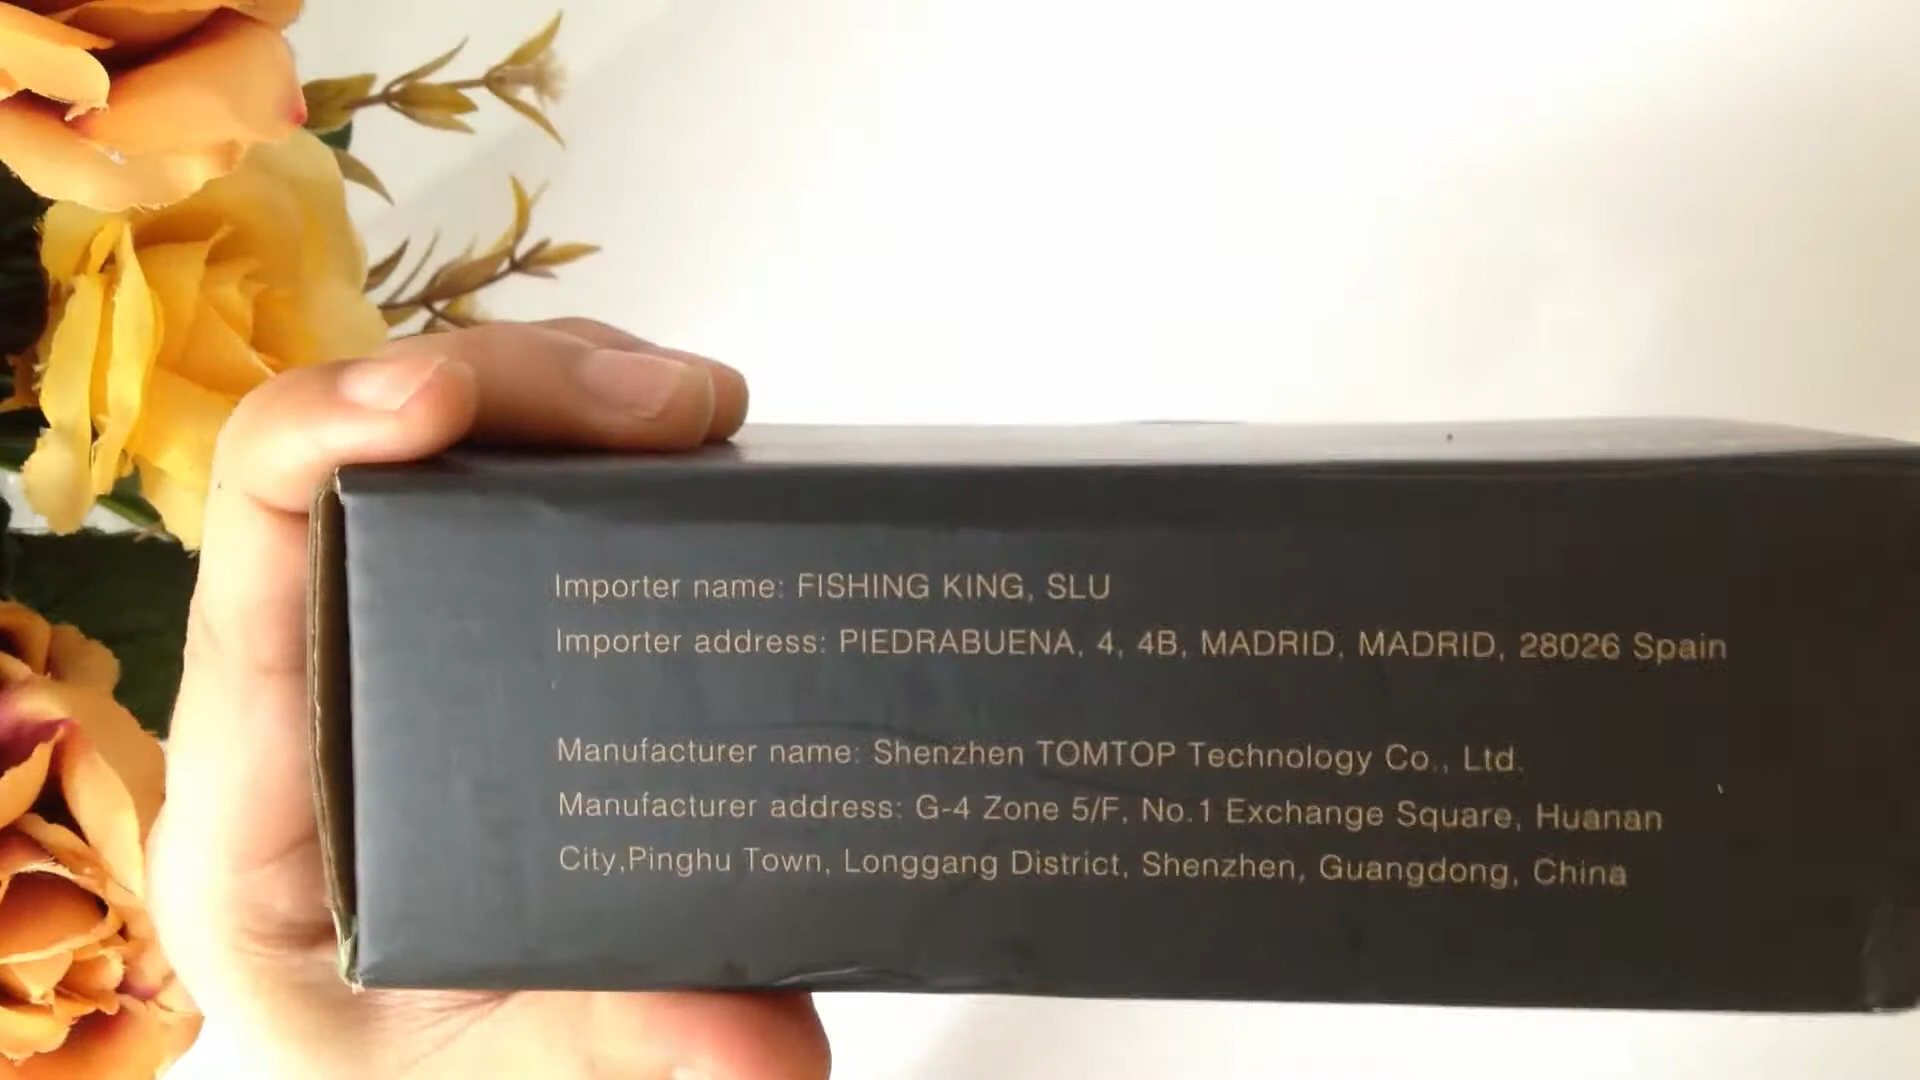 Importer name: FISHING KING, SLU
Importer address: PIEDRABUENA, 4, 4B, MADRID, MADRID, 28026 Spain
Manufacturer name: Shenzhen TOMTOP Technology Co., Ltd.
Manufacturer address: G-4 Zone 5/F, No.1 Exchange Square, Huanan
City,Pinghu Town, Longgang District, Shenzhen, Guangdong, China